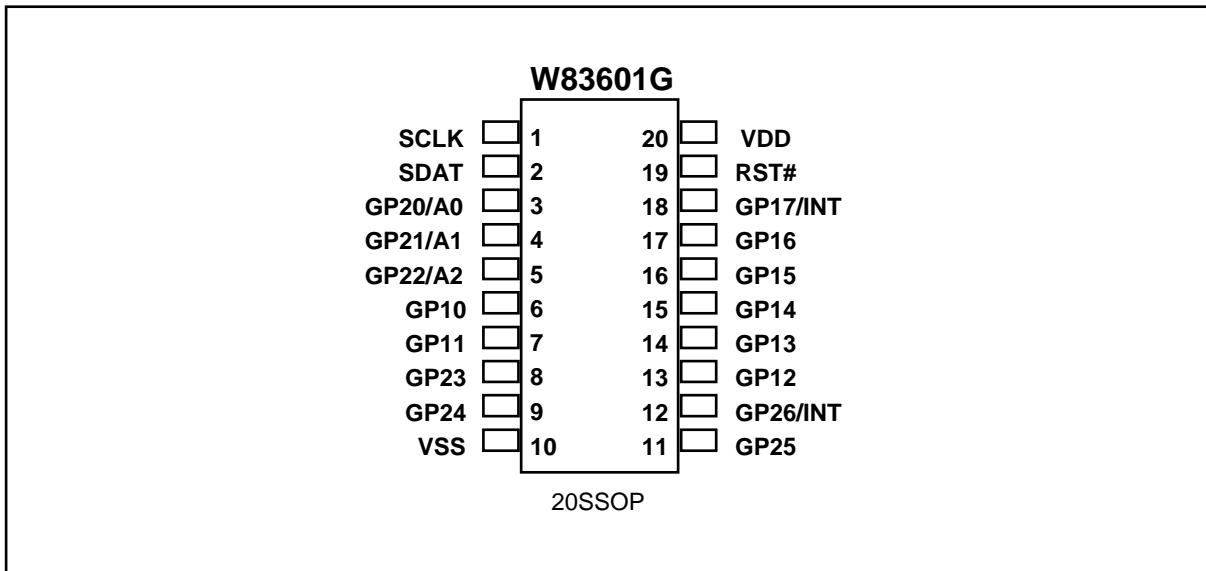 W83601G
SCLK 1 20 VDD
SDAT 2 19 RST#
GP20/A0 3 18 GP17/INT
GP21/A1 4 17 GP16
GP22/A2 5 16 GP15
GP10 6 15 GP14
GP11 7 14 GP13
GP23 8 13 GP12
GP24 9 12 GP26/INT
VSS 10 11 GP25
20SSOP